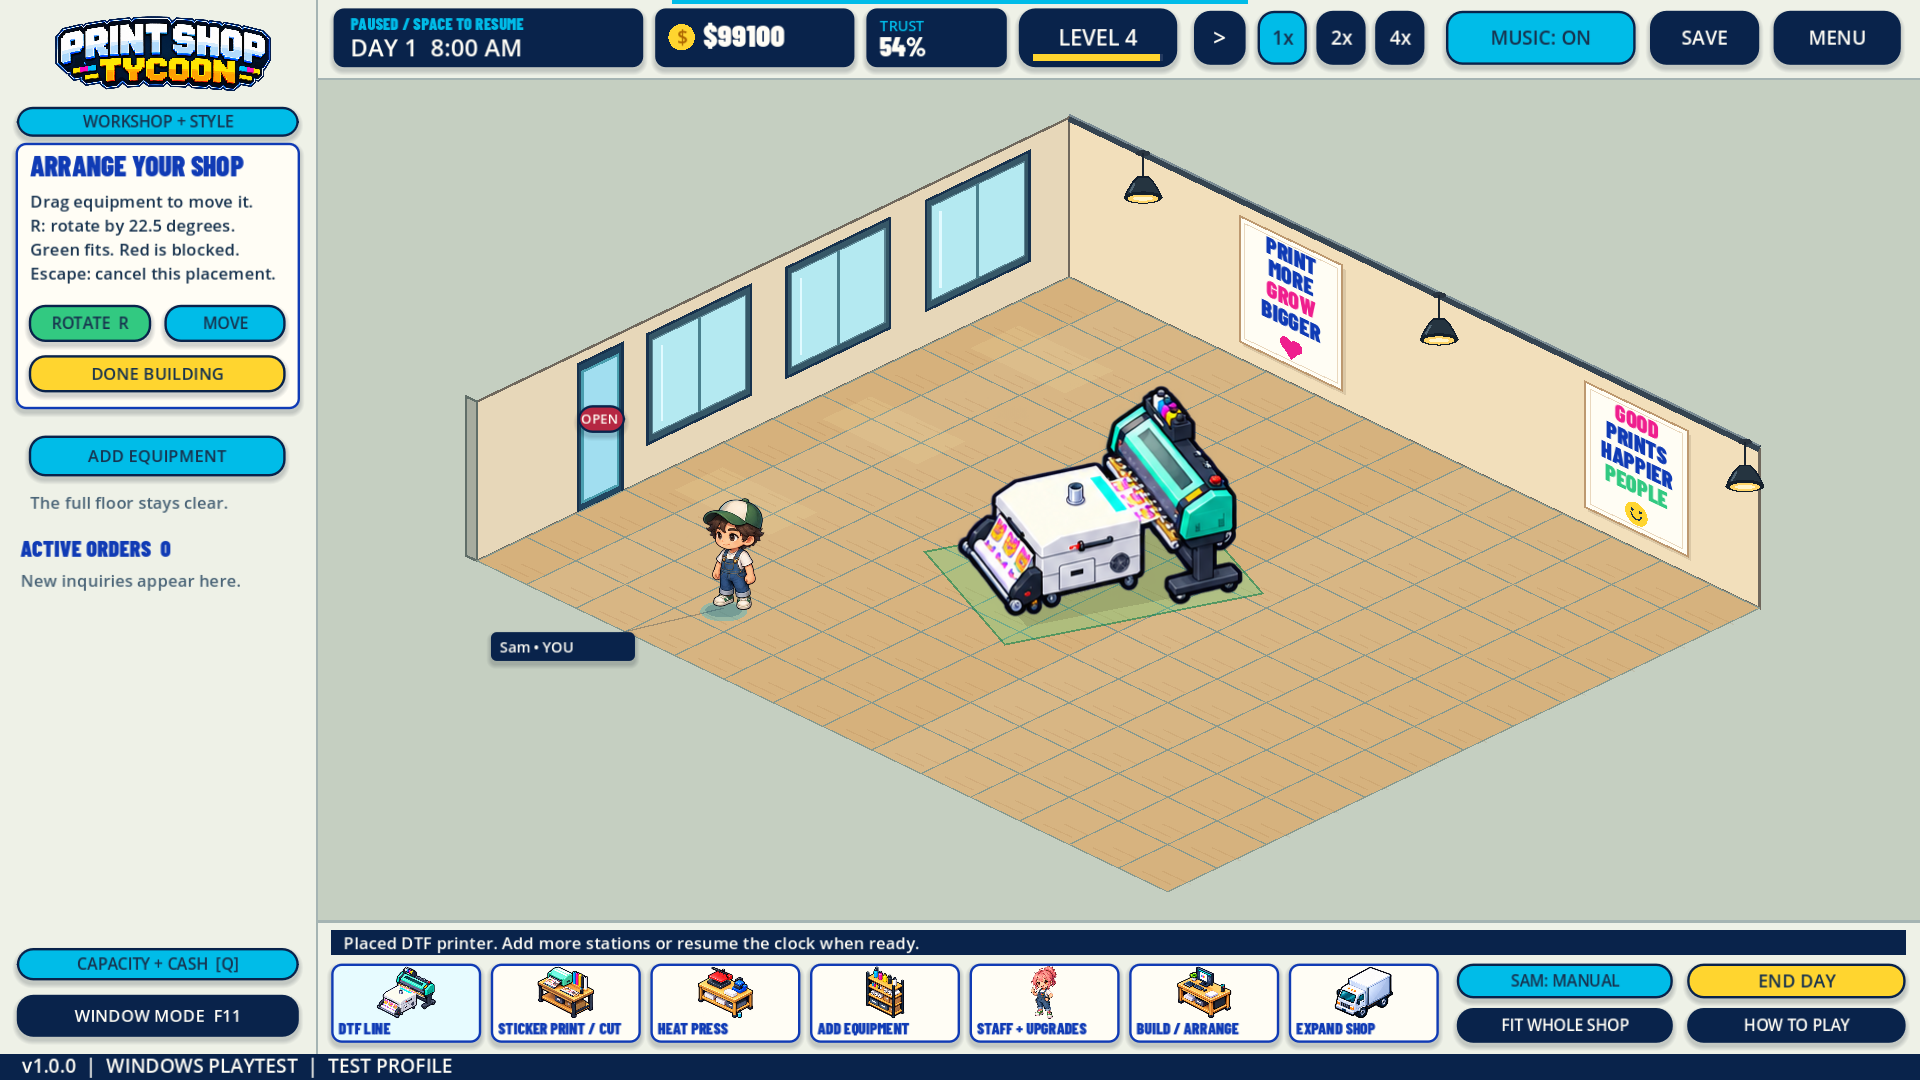 PRINT SHOP
TYCOON
PAUSED / SPACE TO RESUME
DAY 1 8:00 AM
$ $99100
TRUST
54%
LEVEL 4
>
1x
2x
4x
MUSIC: ON
SAVE
MENU
WORKSHOP + STYLE
ARRANGE YOUR SHOP
Drag equipment to move it.
R: rotate by 22.5 degrees.
Green fits. Red is blocked.
Escape: cancel this placement.
ROTATE R
MOVE
DONE BUILDING
ADD EQUIPMENT
The full floor stays clear.
ACTIVE ORDERS 0
New inquiries appear here.
OPEN
PRINT
MORE
GROW
BIGGER
GOOD
PRINTS
HAPPIER
PEOPLE
Sam • YOU
CAPACITY + CASH [Q]
WINDOW MODE F11
Placed DTF printer. Add more stations or resume the clock when ready.
DTF LINE
STICKER PRINT / CUT
HEAT PRESS
ADD EQUIPMENT
STAFF + UPGRADES
BUILD / ARRANGE
EXPAND SHOP
SAM: MANUAL
END DAY
FIT WHOLE SHOP
HOW TO PLAY
v1.0.0 | WINDOWS PLAYTEST | TEST PROFILE